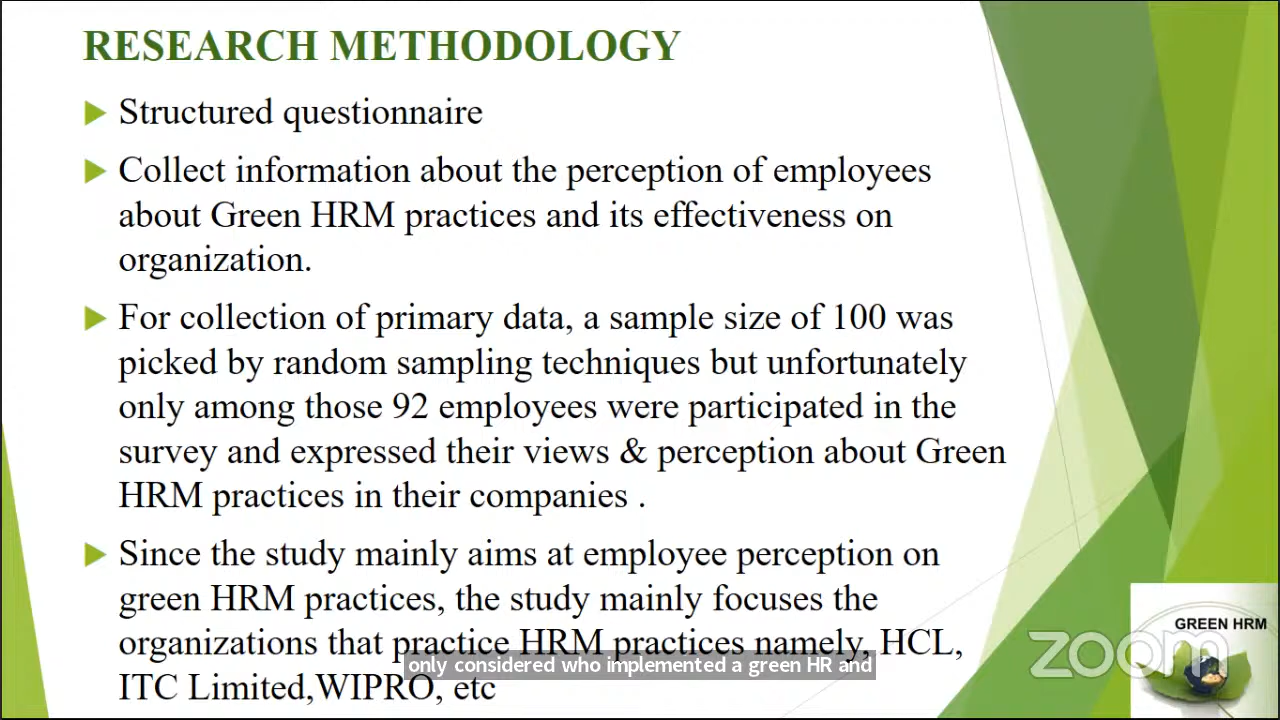 RESEARCH METHODOLOGY
Structured questionnaire
Collect information about the perception of employees
about Green HRM practices and its effectiveness on
organization.
For collection of primary data, a sample size of 100 was
picked by random sampling techniques but unfortunately
only among those 92 employees were participated in the
survey and expressed their views & perception about Green
HRM practices in their companies .
Since the study mainly aims at employee perception on
green HRM practices, the study mainly focuses the
organizations that practice HRM practices namely, HCL,
ITC Limited,WIPRO, etc
only considered who implemented a green HR and
GREEN HRM
zoom